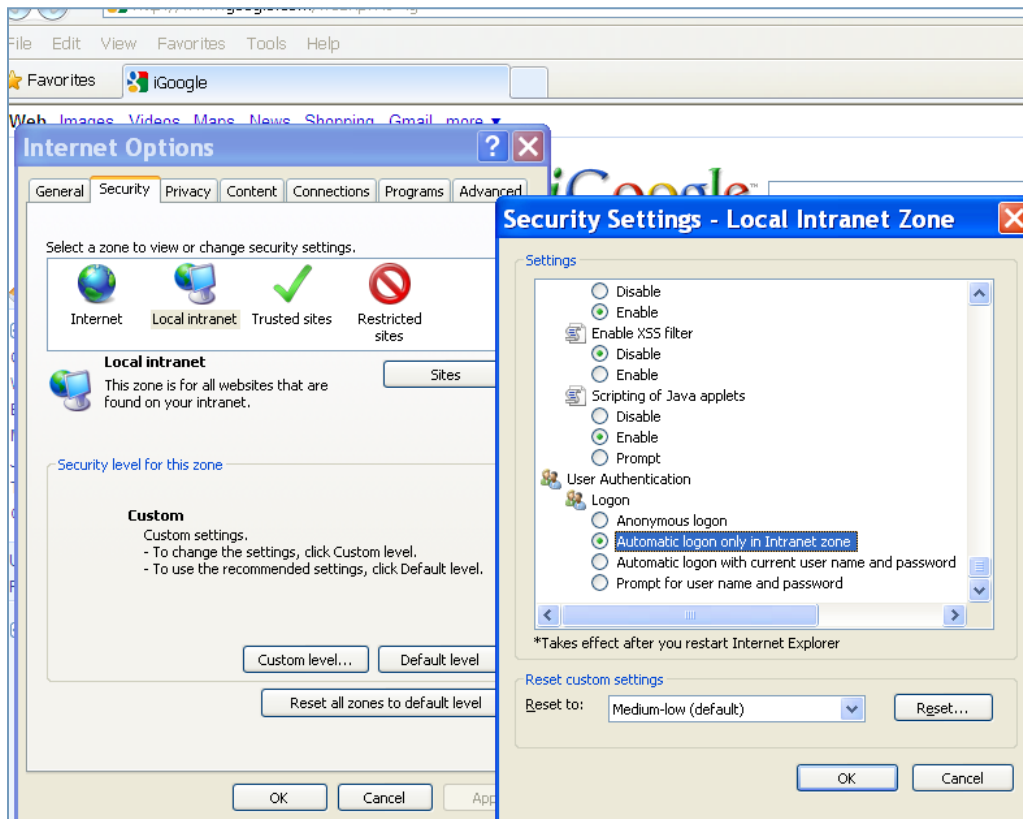 File Edit View Favorites Tools Help
Favorites
iGoogle
Web Images Videos Maps News Shopping Gmail more ▼
Internet Options
General Security Privacy Content Connections Programs Advanced
Select a zone to view or change security settings.
Internet
Local intranet
Trusted sites
Restricted
sites
Local intranet
This zone is for all websites that are
found on your intranet.
Sites
Security level for this zone
Custom
Custom settings.
- To change the settings, click Custom level.
- To use the recommended settings, click Default level.
Custom level...
Default level
Reset all zones to default level
OK
Cancel
iGoogle
Security Settings - Local Intranet Zone
Settings
Disable
Enable
Enable XSS filter
Disable
Enable
Scripting of Java applets
Disable
Enable
Prompt
User Authentication
Logon
Anonymous logon
Automatic logon only in Intranet zone
Automatic logon with current user name and password
Prompt for user name and password
*Takes effect after you restart Internet Explorer
Reset custom settings
Reset to:
Medium-low (default)
Reset...
OK
Cancel